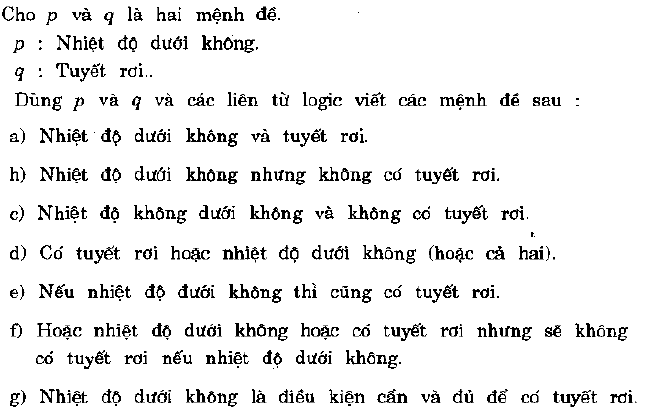 Cho p và q là hai mệnh đề.
p : Nhiệt độ dưới không.
q : Tuyết rơi..
Dùng p và q và các liên từ logic viết các mệnh đề sau :
a) Nhiệt độ dưới không và tuyết rơi.
h) Nhiệt độ dưới không nhưng không có tuyết rơi.
c) Nhiệt độ không dưới không và không có tuyết rơi.
d) Có tuyết rơi hoặc nhiệt độ dưới không (hoặc cả hai).
e) Nếu nhiệt độ dưới không thì cũng có tuyết rơi.
f) Hoặc nhiệt độ dưới không hoặc có tuyết rơi nhưng sẽ không
có tuyết rơi nếu nhiệt độ dưới không.
g) Nhiệt độ dưới không là điều kiện cần và đủ để có tuyết rơi.